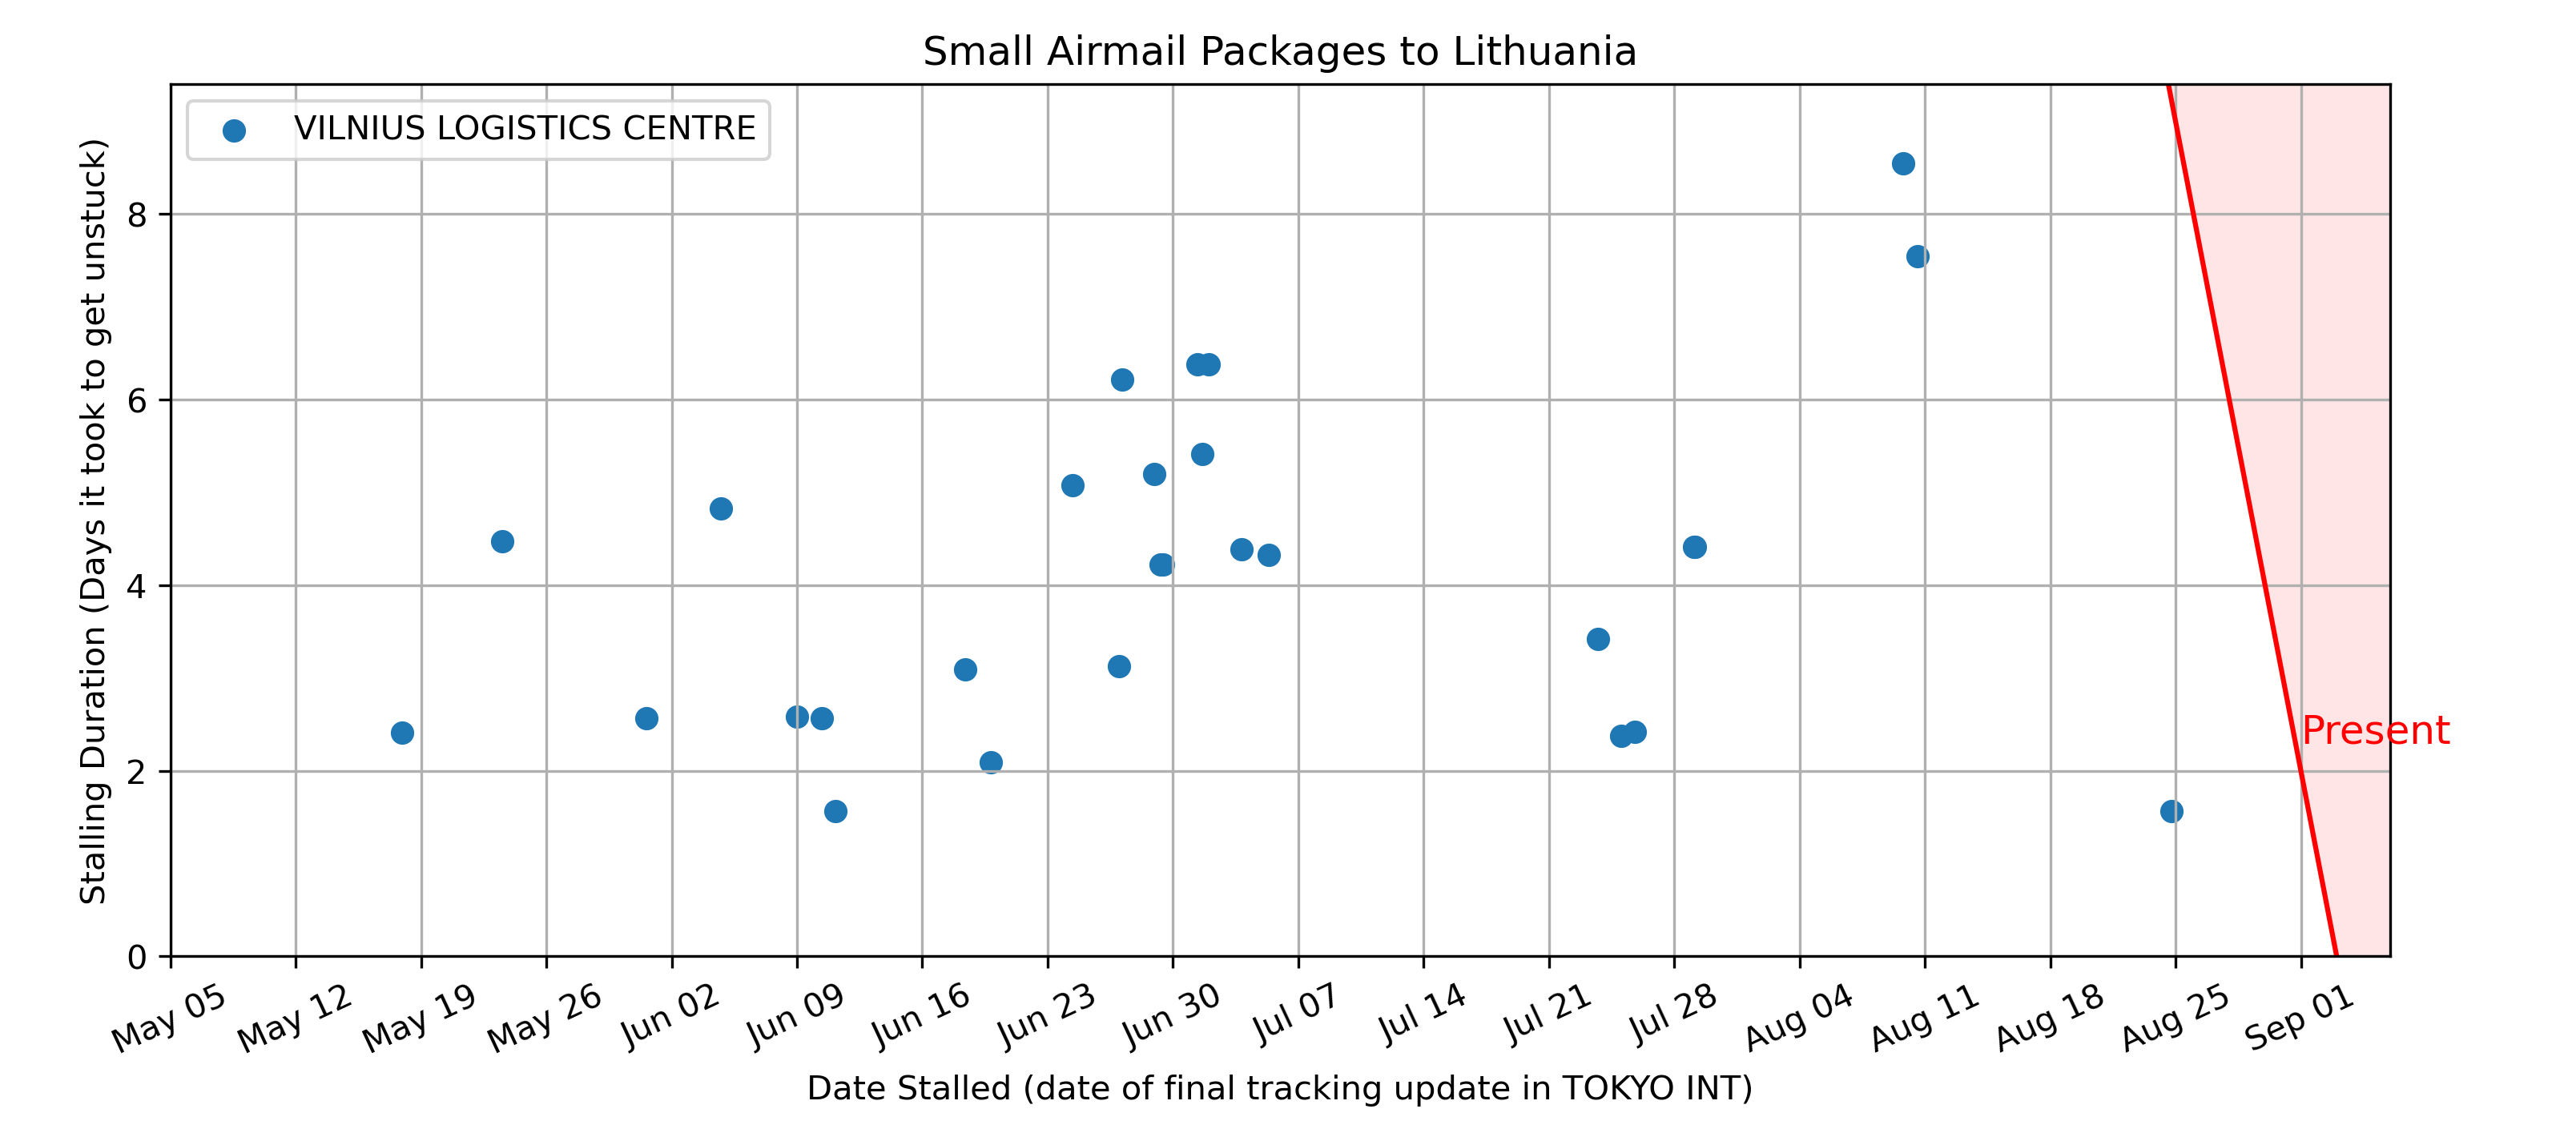 Small Airmail Packages to Lithuania
VILNIUS LOGISTICS CENTRE
Stalling Duration (Days it took to get unstuck)
8
6
4
2
0
Present
May 05
May 12
May 19
May 26
Jun 02
Jun 09
Jun 16
Jun 23
Jun 30
Jul 07
Jul 14
Jul 21
Jul 28
Aug 04
Aug 11
Aug 18
Aug 25
Sep 01
Date Stalled (date of final tracking update in TOKYO INT)